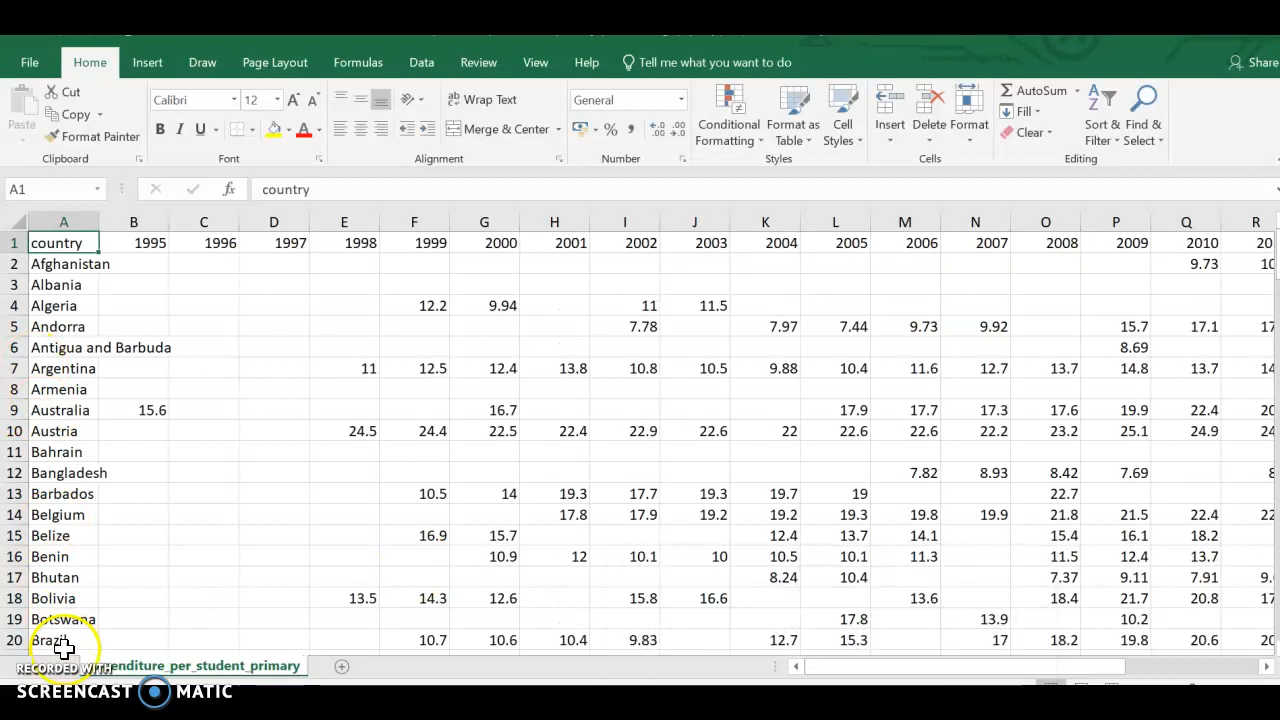 File Home Insert Draw Page Layout Formulas Data Review View Help Tell me what you want to do Share
Paste Cut Copy Format Painter Clipboard
Calibri 12 A A B I U A Font
Wrap Text Merge & Center Alignment
General % , Number
Conditional Formatting Format as Table Cell Styles Styles
Insert Delete Format Cells
AutoSum Fill Clear Sort & Filter Find & Select Editing
A1 fx country
A B C D E F G H I J K L M N O P Q R
1 country 1995 1996 1997 1998 1999 2000 2001 2002 2003 2004 2005 2006 2007 2008 2009 2010 20
2 Afghanistan 9.73 10
3 Albania
4 Algeria 12.2 9.94 11 11.5
5 Andorra 7.78 7.97 7.44 9.73 9.92 15.7 17.1 17
6 Antigua and Barbuda 8.69
7 Argentina 11 12.5 12.4 13.8 10.8 10.5 9.88 10.4 11.6 12.7 13.7 14.8 13.7 14
8 Armenia
9 Australia 15.6 16.7 17.9 17.7 17.3 17.6 19.9 22.4 20
10 Austria 24.5 24.4 22.5 22.4 22.9 22.6 22 22.6 22.6 22.2 23.2 25.1 24.9 24
11 Bahrain
12 Bangladesh 7.82 8.93 8.42 7.69 8
13 Barbados 10.5 14 19.3 17.7 19.3 19.7 19 22.7
14 Belgium 17.8 17.9 19.2 19.2 19.3 19.8 19.9 21.8 21.5 22.4 22
15 Belize 16.9 15.7 12.4 13.7 14.1 15.4 16.1 18.2
16 Benin 10.9 12 10.1 10 10.5 10.1 11.3 11.5 12.4 13.7
17 Bhutan 8.24 10.4 7.37 9.11 7.91 9.
18 Bolivia 13.5 14.3 12.6 15.8 16.6 13.6 18.4 21.7 20.8 17
19 Botswana 17.8 13.9 10.2
20 Brazil 10.7 10.6 10.4 9.83 12.7 15.3 17 18.2 19.8 20.6 20
enditure_per_student_primary
RECORDED WITH
SCREENCAST MATIC